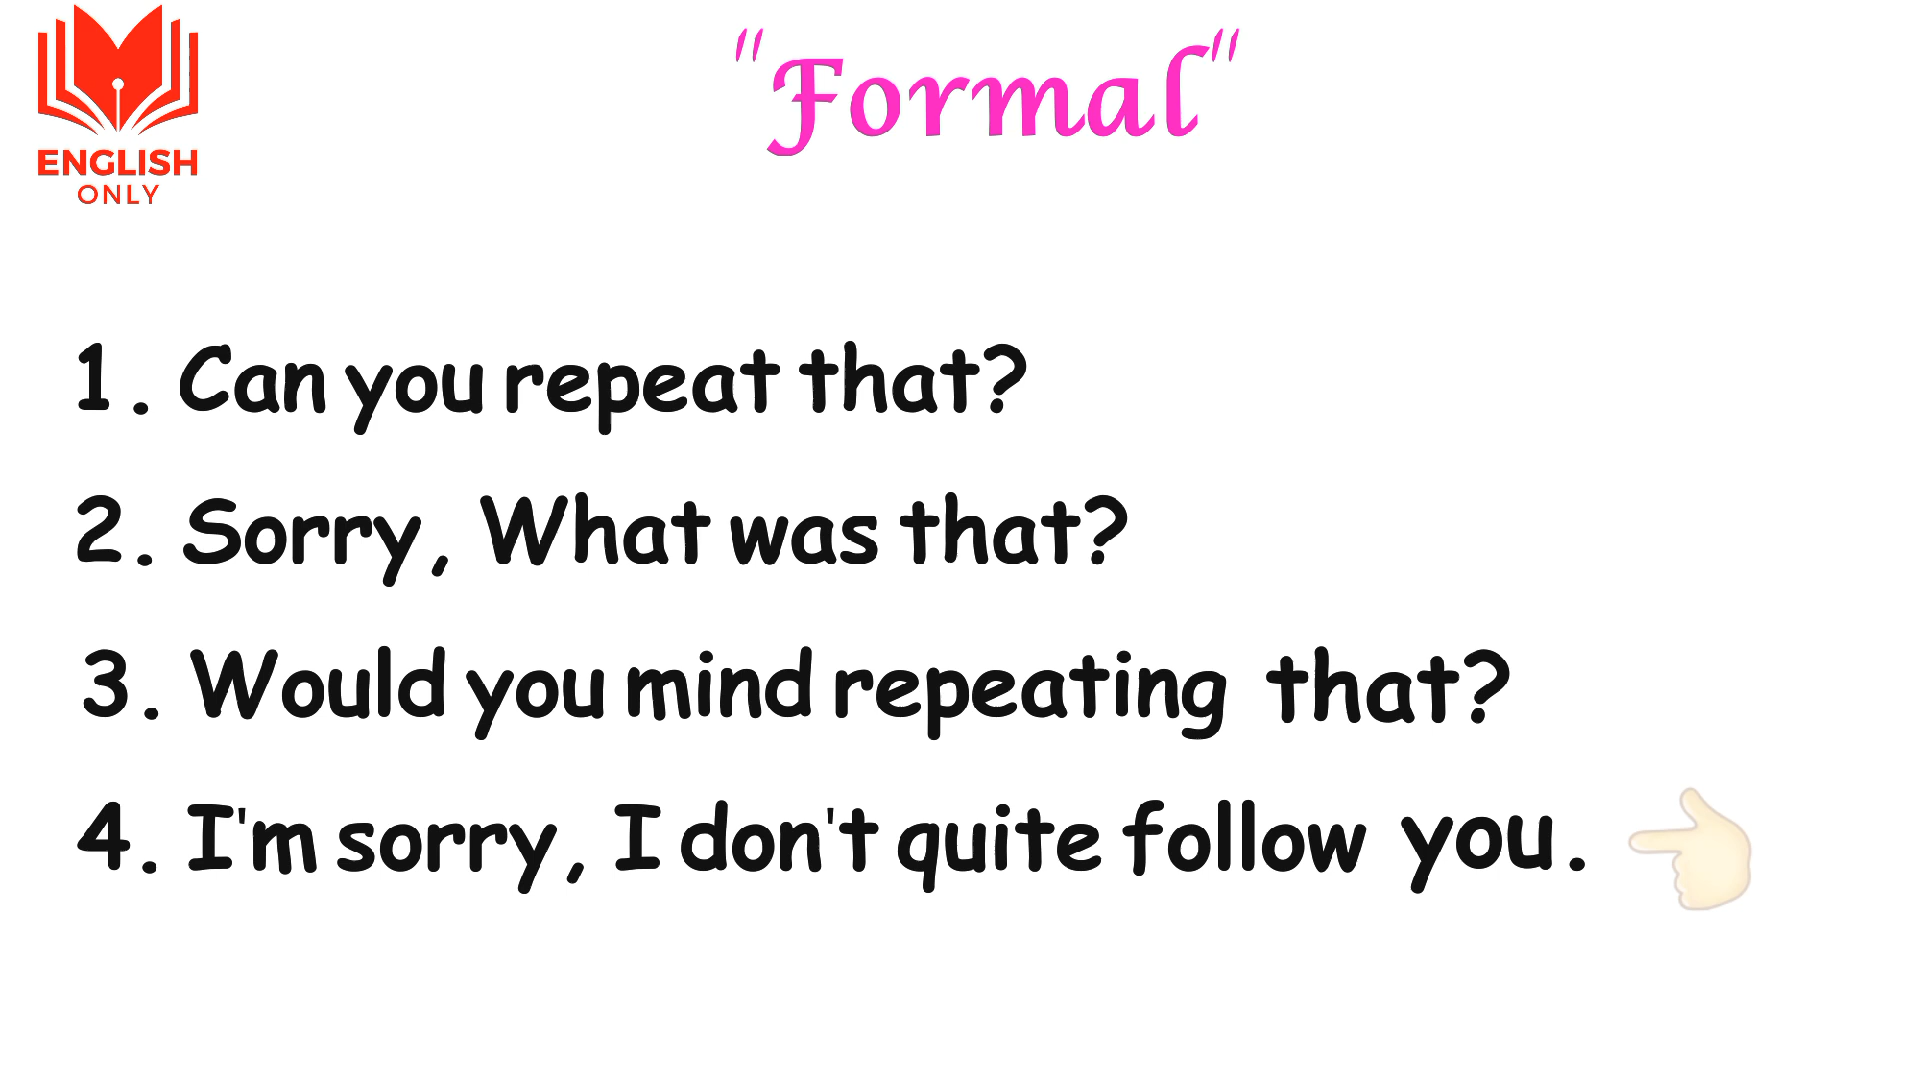 ENGLISH
ONLY
"Formal"
1. Can you repeat that?
2. Sorry, What was that?
3. Would you mind repeating that?
4. I'm sorry, I don't quite follow you.